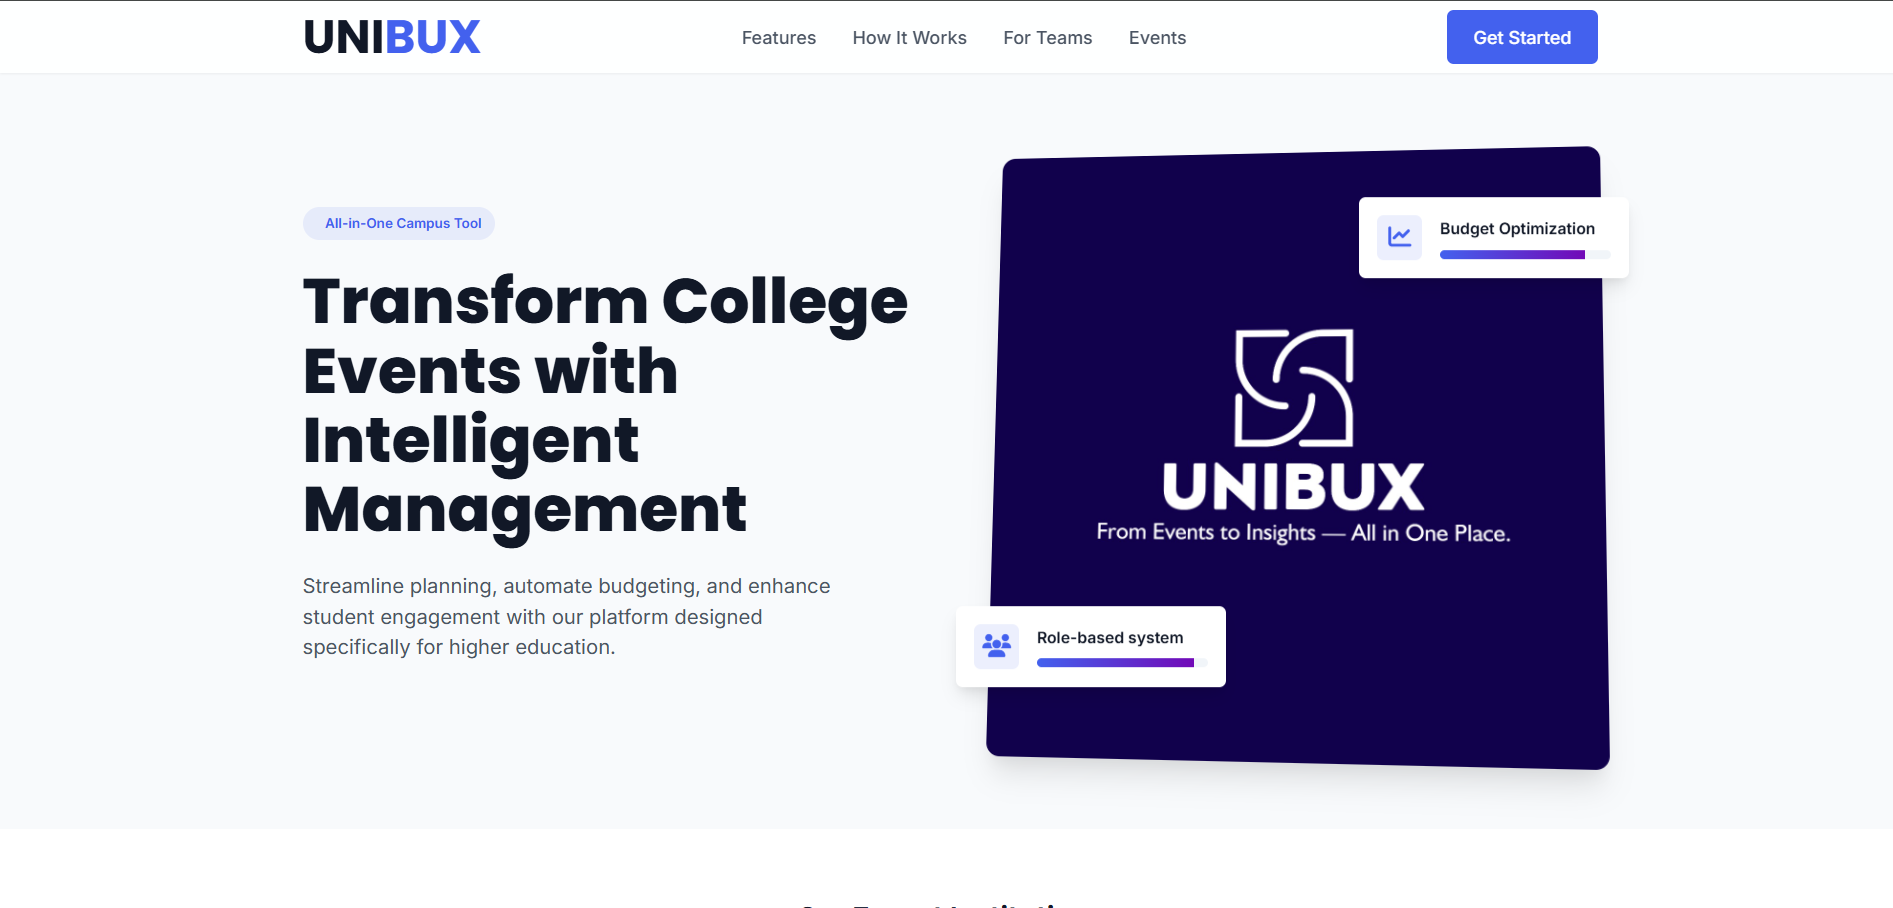 UNIBUX
Features
How It Works
For Teams
Events
Get Started
All-in-One Campus Tool
Transform College
Events with
Intelligent
Management
Streamline planning, automate budgeting, and enhance
student engagement with our platform designed
specifically for higher education.
Budget Optimization
UNIBUX
From Events to Insights — All in One Place.
Role-based system